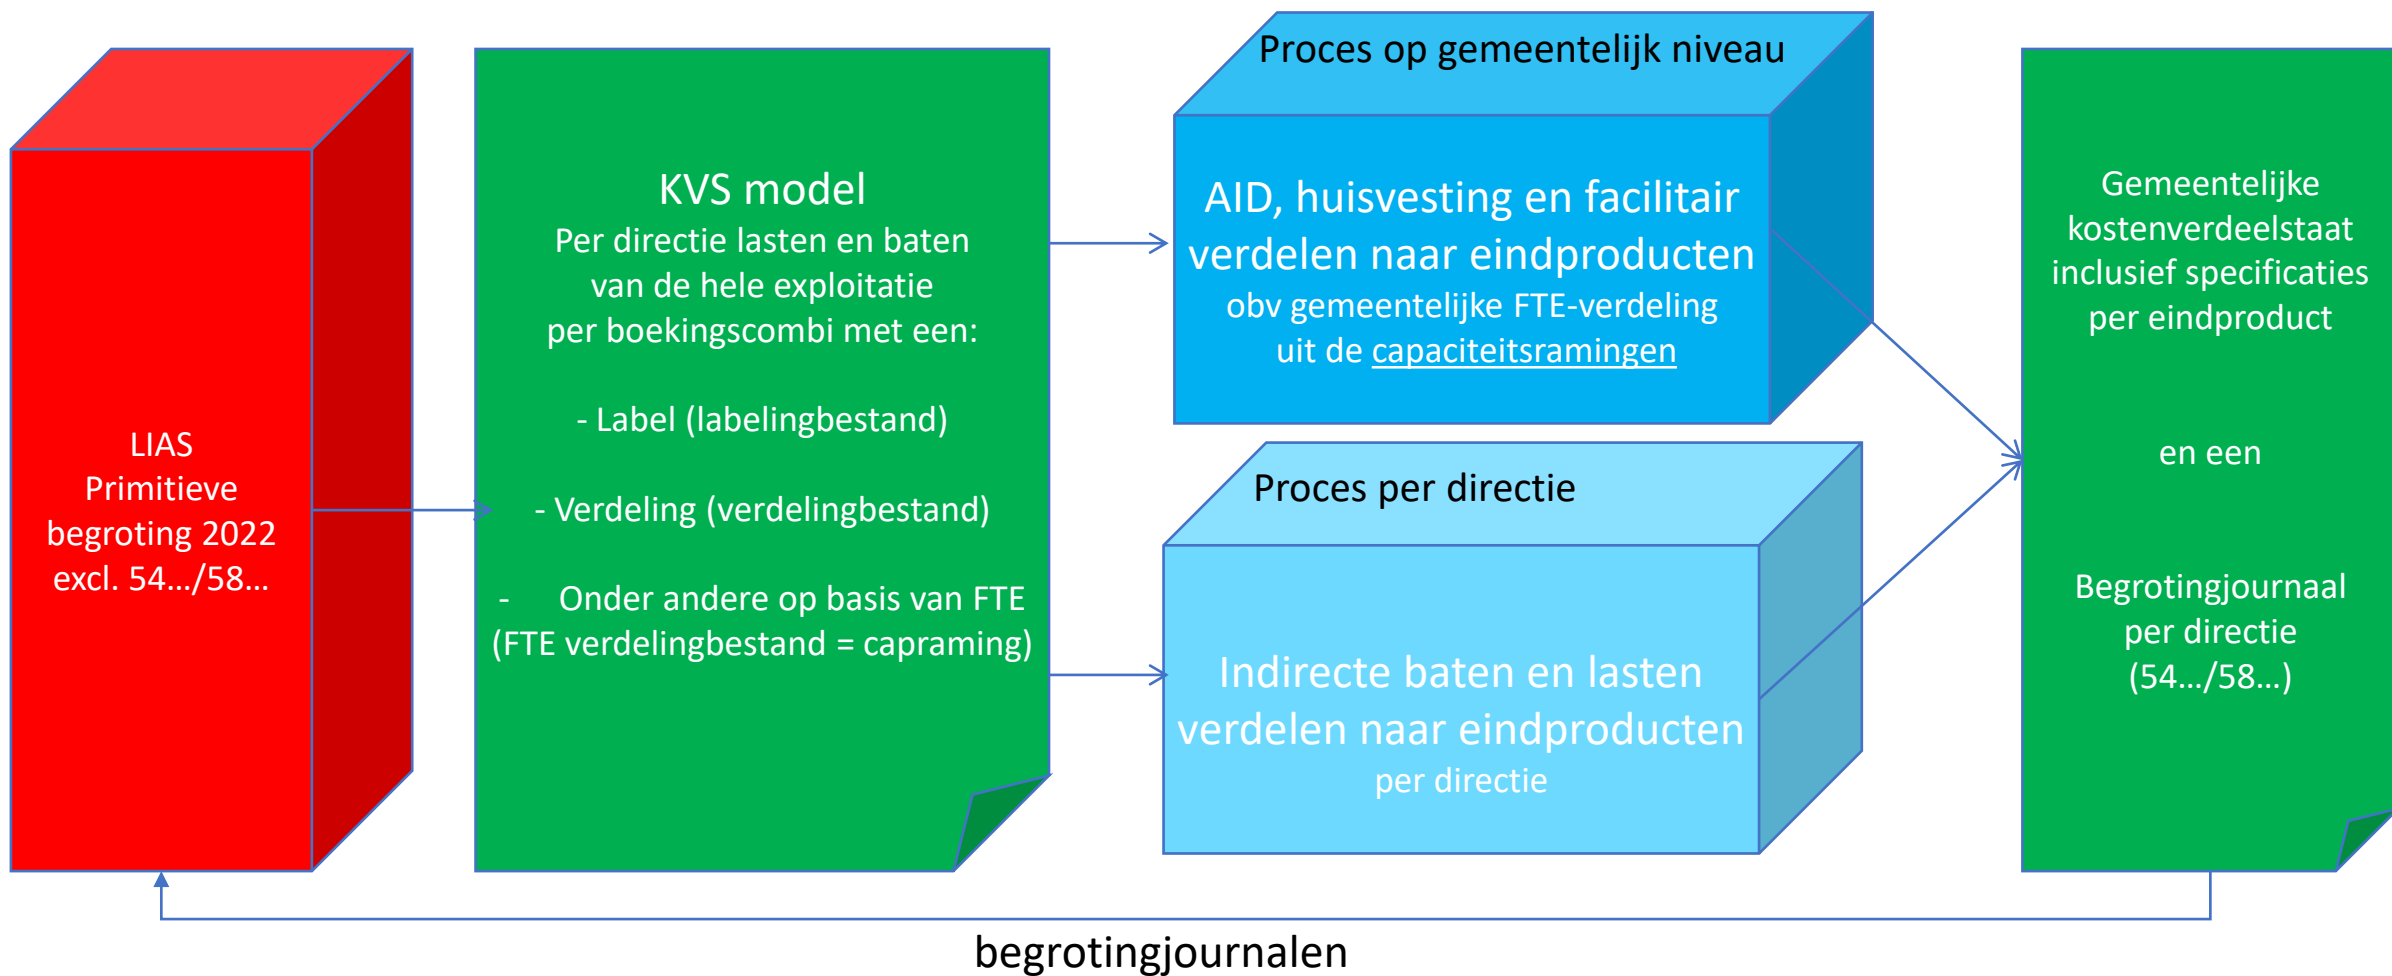 LIAS
Primitieve
begroting 2022
excl. 54…/58…
KVS model
Per directie lasten en baten
van de hele exploitatie
per boekingscombi met een:
- Label (labelingbestand)
- Verdeling (verdelingbestand)
- Onder andere op basis van FTE
(FTE verdelingbestand = capraming)
Proces op gemeentelijk niveau
AID, huisvesting en facilitair
verdelen naar eindproducten
obv gemeentelijke FTE-verdeling
uit de capaciteitsramingen
Proces per directie
Indirecte baten en lasten
verdelen naar eindproducten
per directie
Gemeentelijke
kostenverdeelstaat
inclusief specificaties
per eindproduct
en een
Begrotingjournaal
per directie
(54…/58…)
begrotingjournalen